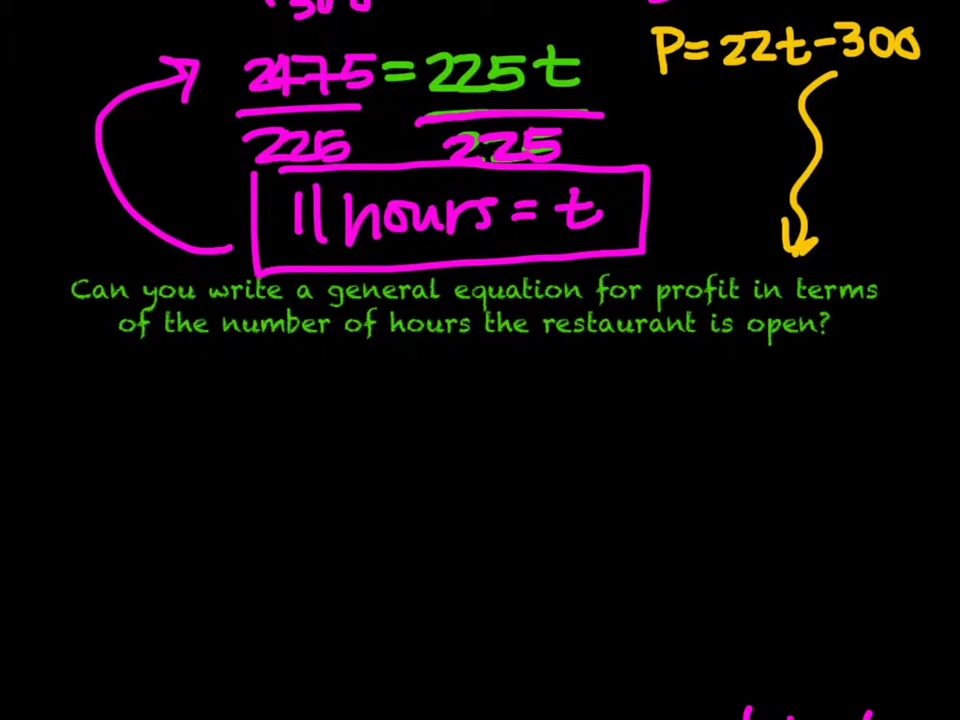 2475 = 225t
225 225
11 hours = t
P= 22t-300
Can you write a general equation for profit in terms
of the number of hours the restaurant is open?